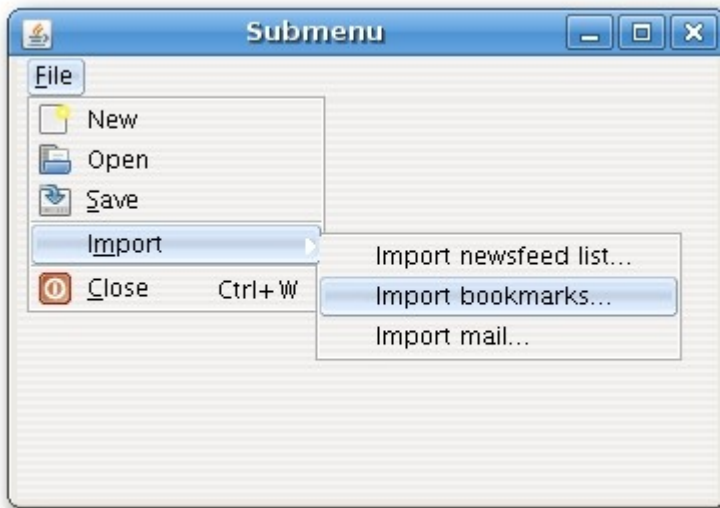 Submenu
File
New
Open
Save
Import
Import newsfeed list...
Import bookmarks...
Import mail...
Close Ctrl+W